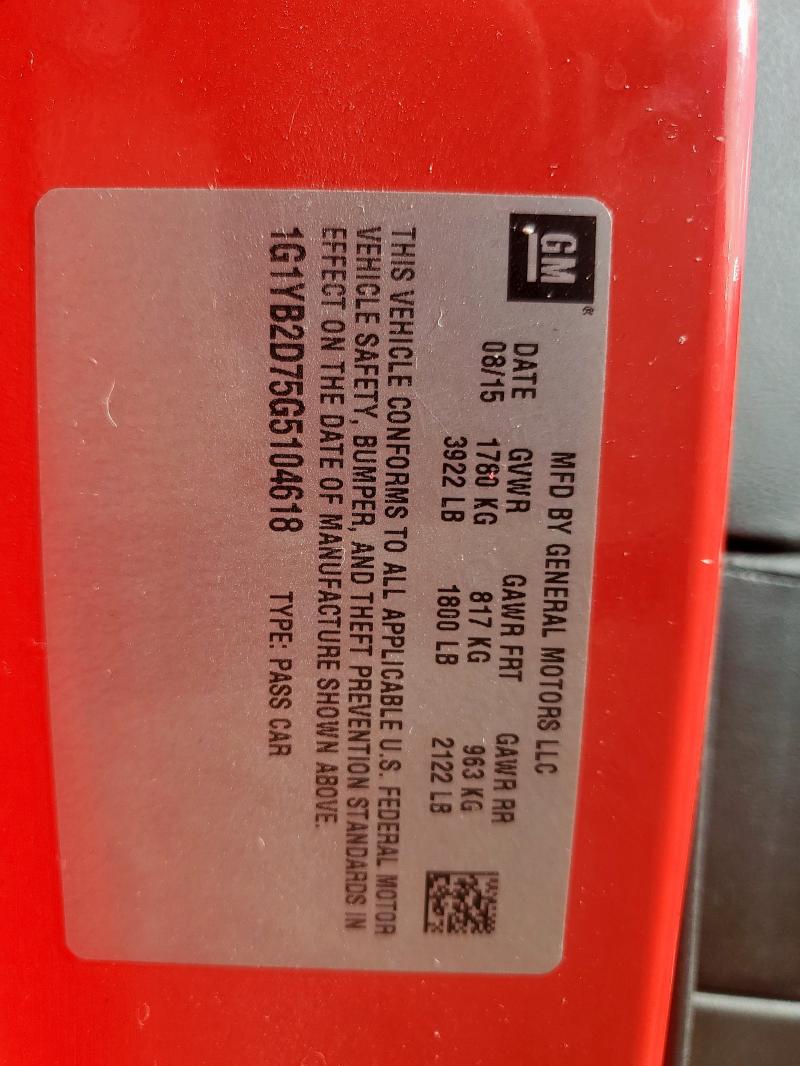 GM®
MFD BY GENERAL MOTORS LLC
DATE GVWR GAWR FRT GAWR RR
08/15 1780 KG 817 KG 963 KG
3922 LB 1800 LB 2122 LB
THIS VEHICLE CONFORMS TO ALL APPLICABLE U.S. FEDERAL MOTOR
VEHICLE SAFETY, BUMPER, AND THEFT PREVENTION STANDARDS IN
EFFECT ON THE DATE OF MANUFACTURE SHOWN ABOVE.
1G1YB2D75G5104618 TYPE: PASS CAR